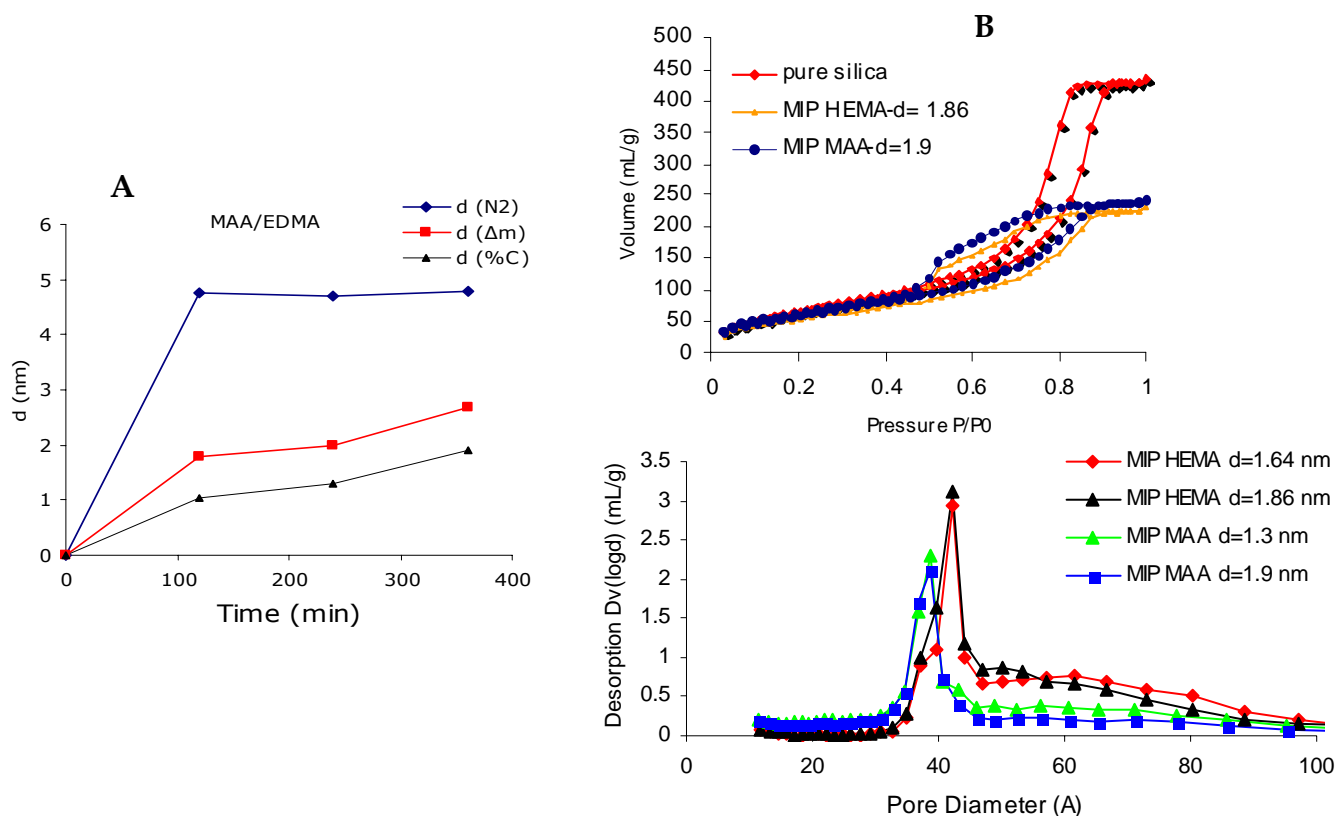 A
MAA/EDMA
d (N2)
d (Δm)
d (%C)
6
5
4
3
2
1
0
d (nm)
0
100
200
300
400
Time (min)
B
pure silica
MIP HEMA-d= 1.86
MIP MAA-d=1.9
500
450
400
350
300
250
200
150
100
50
0
Volume (mL/g)
0
0.2
0.4
0.6
0.8
1
Pressure P/P0
MIP HEMA d=1.64 nm
MIP HEMA d=1.86 nm
MIP MAA d=1.3 nm
MIP MAA d=1.9 nm
3.5
3
2.5
2
1.5
1
0.5
0
Desorption Dv(logd) (mL/g)
0
20
40
60
80
100
Pore Diameter (A)